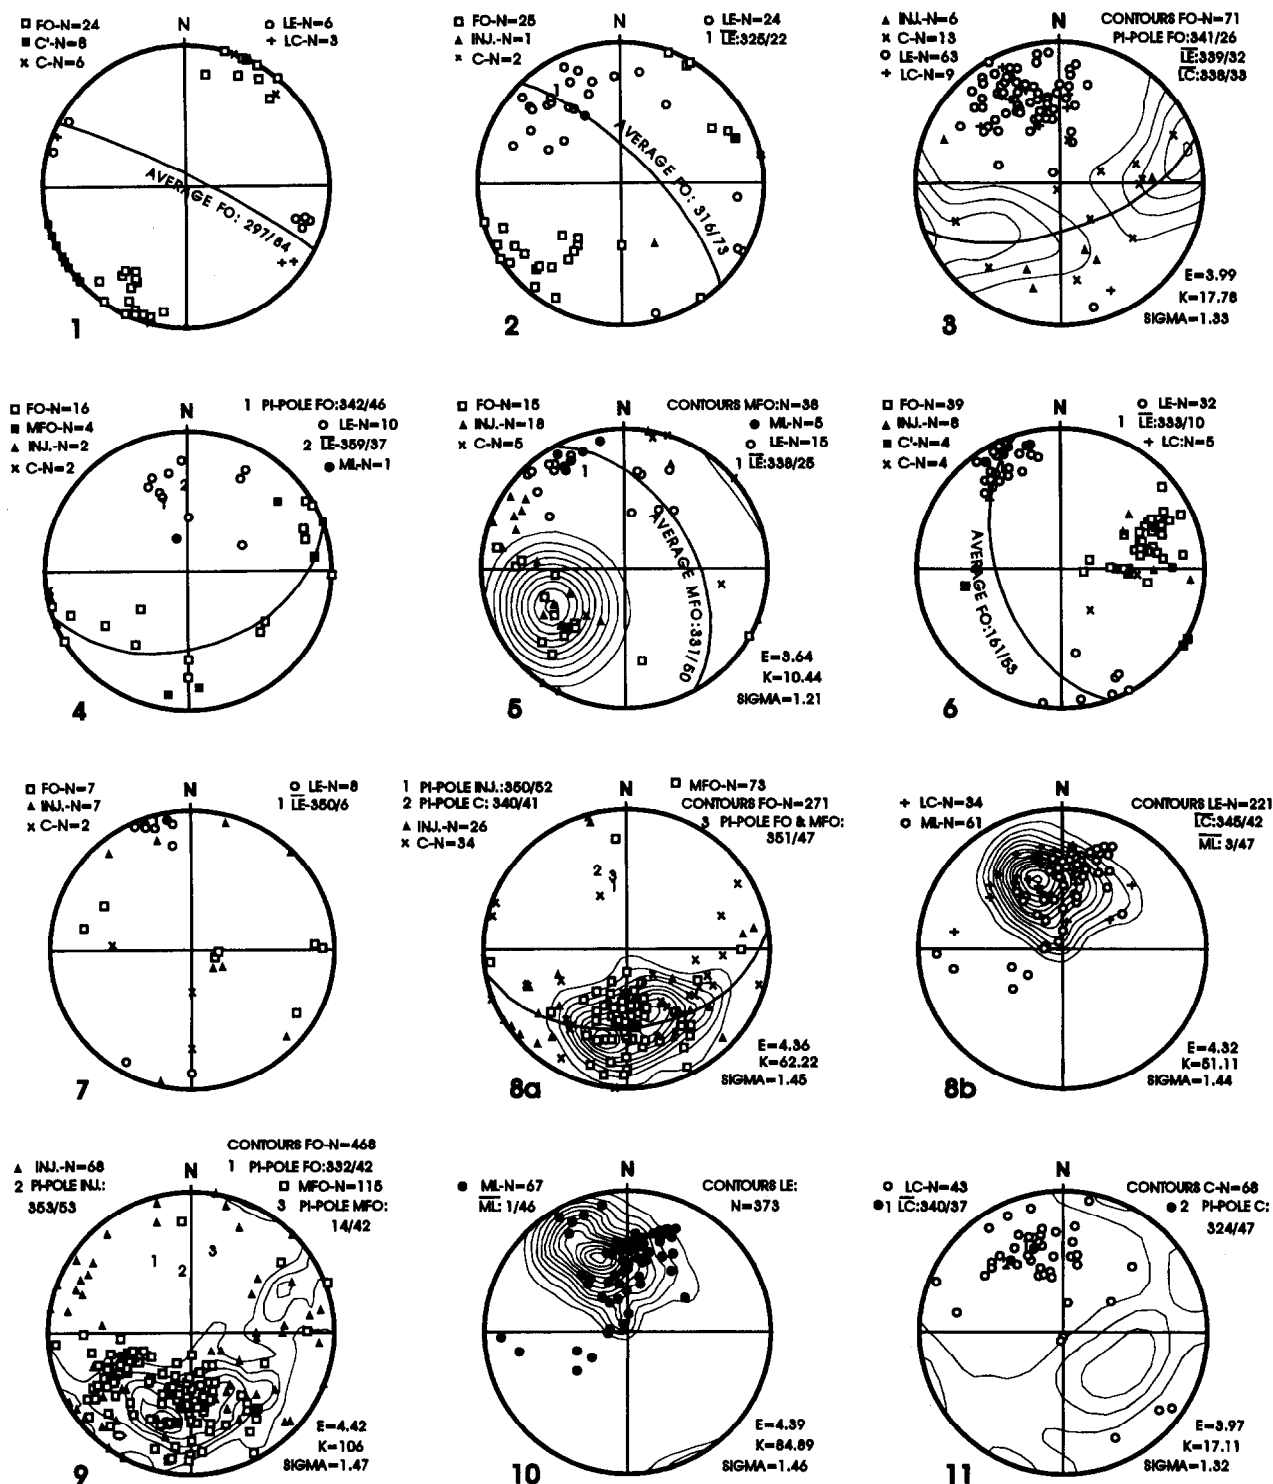 FO-N=24
C'-N=8
C-N=6
N
LE-N=6
LC-N=3
AVERAGE FO: 297/84
1
FO-N=25
INJ.-N=1
C-N=2
N
LE-N=24
1 LE:325/22
1
AVERAGE FO: 316/73
2
INJ.-N=6
C-N=13
LE-N=63
LC-N=9
N
CONTOURS FO-N=71
PI-POLE FO:341/26
LE:339/32
LC:338/33
E=3.99
K=17.78
SIGMA=1.33
3
FO-N=16
MFO-N=4
INJ.-N=2
C-N=2
N
1 PI-POLE FO:342/46
LE-N=10
2 LE-359/37
ML-N=1
2
1
4
FO-N=15
INJ.-N=18
C-N=5
N
CONTOURS MFO:N=38
ML-N=5
LE-N=15
1 LE:338/25
1
AVERAGE MFO:331/60
E=3.64
K=10.44
SIGMA=1.21
5
FO-N=39
INJ.-N=8
C'-N=4
C-N=4
N
LE-N=32
1 LE:333/10
LC:N=5
AVERAGE FO:161/53
6
FO-N=7
INJ.-N=7
C-N=2
N
LE-N=8
1 LE-350/6
7
1 PI-POLE INJ.:350/52
2 PI-POLE C: 340/41
INJ.-N=26
C-N=34
N
MFO-N=73
CONTOURS FO-N=271
3 PI-POLE FO & MFO:
351/47
2
3
1
E=4.36
K=62.22
SIGMA=1.45
8a
LC-N=34
ML-N=61
N
CONTOURS LE-N=221
LC:345/42
ML: 3/47
E=4.32
K=51.11
SIGMA=1.44
8b
INJ.-N=68
2 PI-POLE INJ.:
353/53
N
CONTOURS FO-N=468
1 PI-POLE FO:332/42
MFO-N=115
3 PI-POLE MFO:
14/42
1
2
3
E=4.42
K=106
SIGMA=1.47
9
ML-N=67
ML: 1/46
N
CONTOURS LE:
N=373
E=4.39
K=84.89
SIGMA=1.46
10
LC-N=43
1 LC:340/37
N
CONTOURS C-N=68
2 PI-POLE C:
324/47
E=3.97
K=17.11
SIGMA=1.32
11